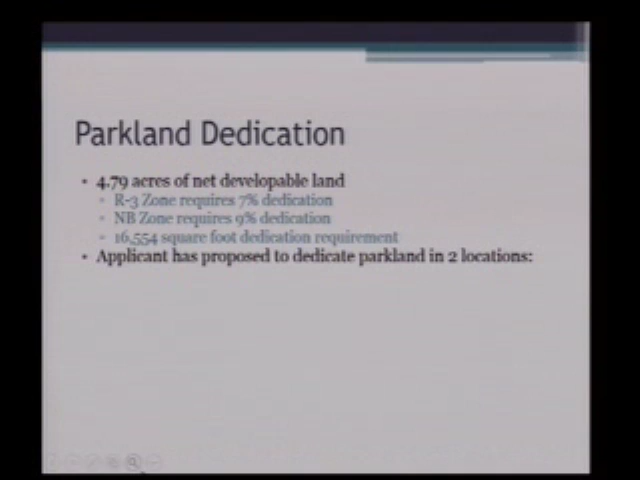 Parkland Dedication
4.79 acres of net developable land
R-3 Zone requires 7% dedication
NB Zone requires 9% dedication
16,554 square foot dedication requirement
Applicant has proposed to dedicate parkland in 2 locations: